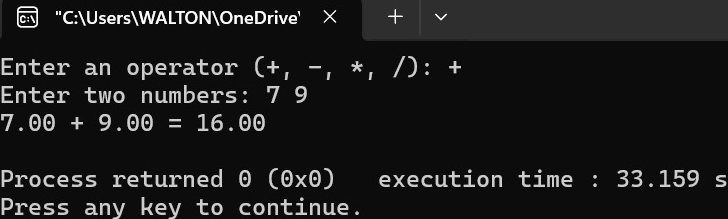 "C:\Users\WALTON\OneDrive\
Enter an operator (+, -, *, /): +
Enter two numbers: 7 9
7.00 + 9.00 = 16.00
Process returned 0 (0x0)   execution time : 33.159 s
Press any key to continue.